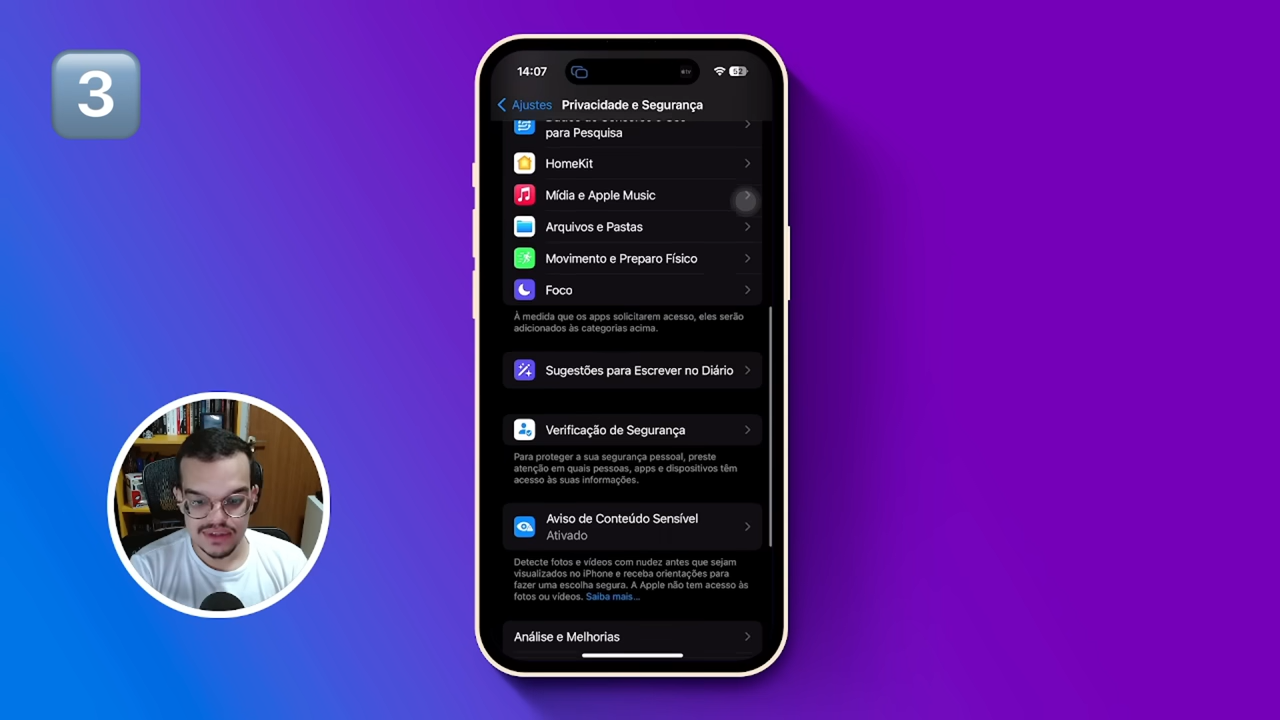 3
14:07
tv
52
Ajustes
Privacidade e Segurança
para Pesquisa
HomeKit
Mídia e Apple Music
Arquivos e Pastas
Movimento e Preparo Físico
Foco
À medida que os apps solicitarem acesso, eles serão
adicionados às categorias acima.
Sugestões para Escrever no Diário
Verificação de Segurança
Para proteger a sua segurança pessoal, preste
atenção em quais pessoas, apps e dispositivos têm
acesso às suas informações.
Aviso de Conteúdo Sensível
Ativado
Detecte fotos e vídeos com nudez antes que sejam
visualizados no iPhone e receba orientações para
fazer uma escolha segura. A Apple não tem acesso às
fotos ou vídeos. Saiba mais...
Análise e Melhorias